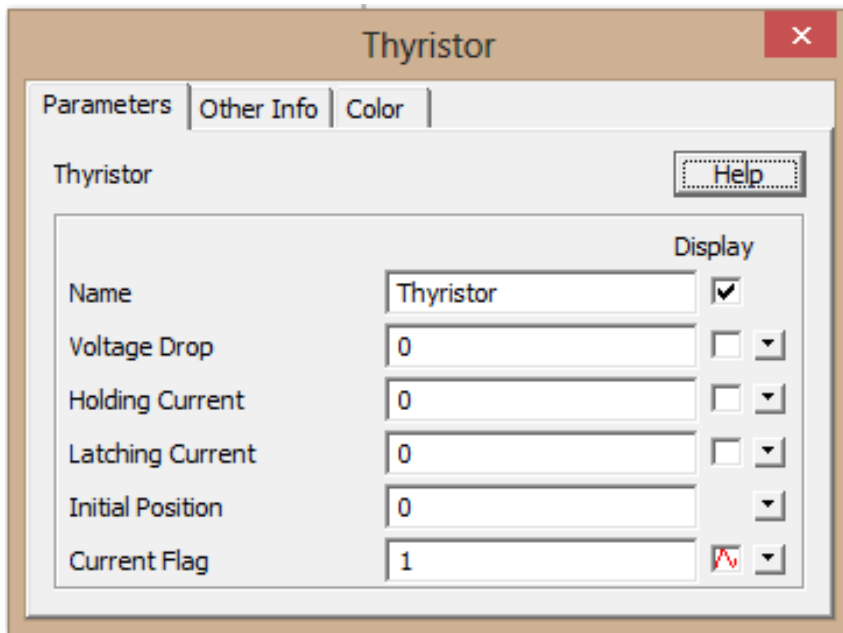 Thyristor
Parameters Other Info Color
Thyristor Help
Display
Name Thyristor
Voltage Drop 0
Holding Current 0
Latching Current 0
Initial Position 0
Current Flag 1